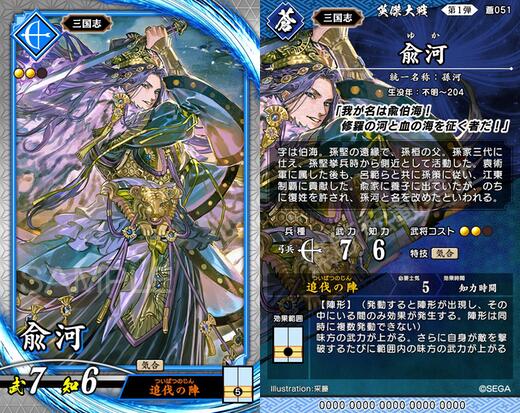 三国志
兪河
気合
武7 知6
ついばつのじん
追伐の陣
5
SAMPLE
蒼
三国志
英傑大戦
第1弾
蒼051
ゆか
兪河
統一名称：孫河
生没年：不明～204
「我が名は兪伯海！
修羅の河と血の海を征く者だ！」
字は伯海。孫堅の遠縁で、孫桓の父。孫家三代に
仕え、孫堅挙兵時から側近として活動した。袁術
軍に属した後も、呂範らと共に孫策に従い、江東
制覇に貢献した。兪家に養子に出ていたが、のち
に復姓を許され、孫河と名を改めたといわれる。
兵種 武力 知力 武将コスト
弓兵 7 6
特技 気合
ついばつのじん 必要士気 効果時間
追伐の陣 5 知力時間
効果範囲
【陣形】（発動すると陣形が出現し、その
中にいる間のみ効果が発生する。陣形は同
時に複数発動できない）
味方の武力が上がる。さらに自身が敵を撃
破するたびに範囲内の味方の武力が上がる
Illustration:采藤
©SEGA
0000 0000 0000 0000 0000